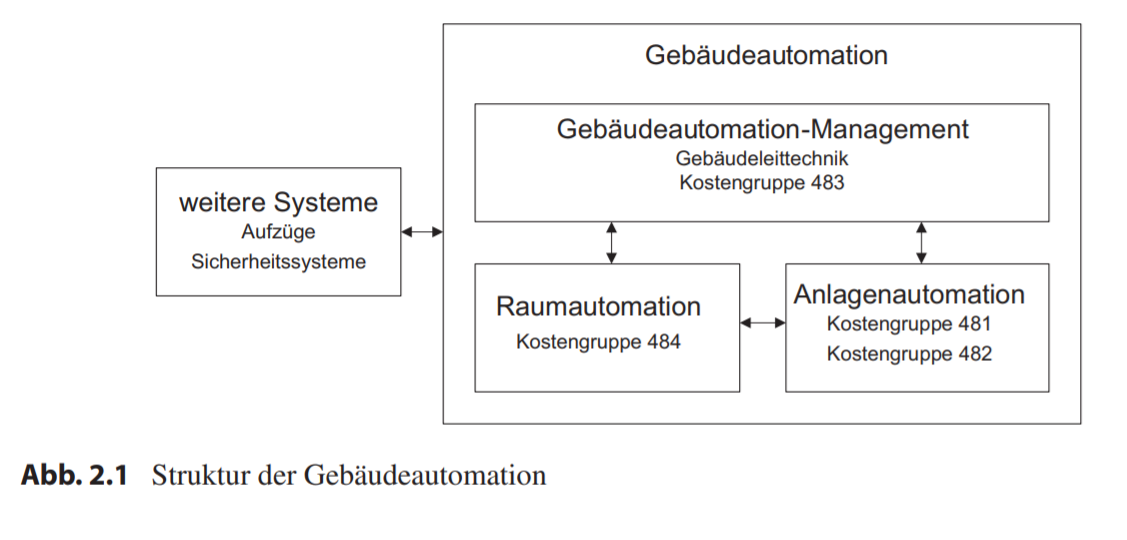 Gebäudeautomation
Gebäudeautomation-Management
Gebäudeleittechnik
Kostengruppe 483
weitere Systeme
Aufzüge
Sicherheitssysteme
Raumautomation
Kostengruppe 484
Anlagenautomation
Kostengruppe 481
Kostengruppe 482
Abb. 2.1 Struktur der Gebäudeautomation